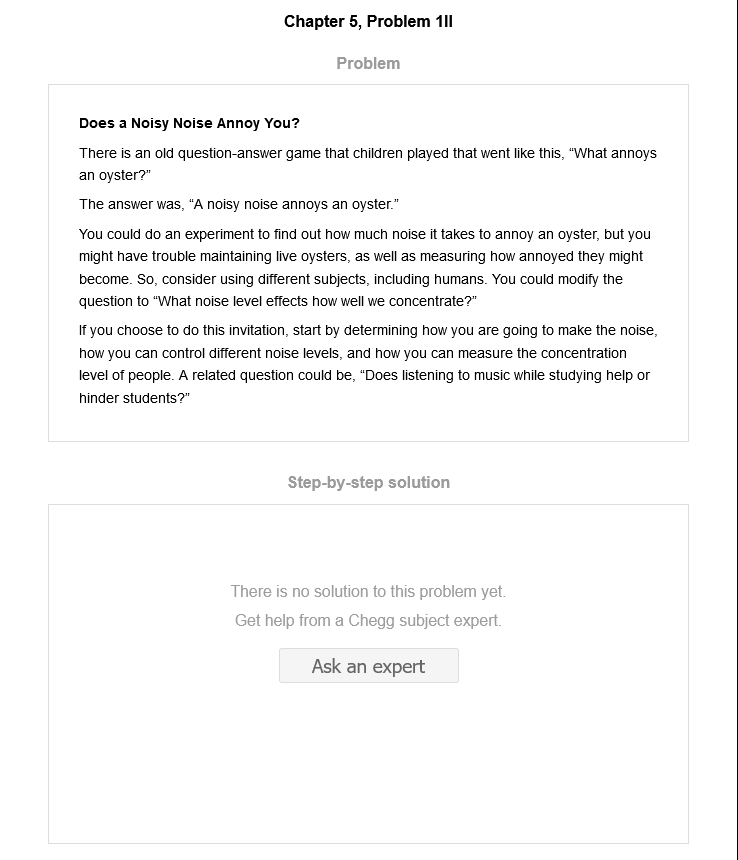 Chapter 5, Problem 1II
Problem
Does a Noisy Noise Annoy You?
There is an old question-answer game that children played that went like this, “What annoys
an oyster?”
The answer was, “A noisy noise annoys an oyster.”
You could do an experiment to find out how much noise it takes to annoy an oyster, but you
might have trouble maintaining live oysters, as well as measuring how annoyed they might
become. So, consider using different subjects, including humans. You could modify the
question to “What noise level effects how well we concentrate?”
If you choose to do this invitation, start by determining how you are going to make the noise,
how you can control different noise levels, and how you can measure the concentration
level of people. A related question could be, “Does listening to music while studying help or
hinder students?”
Step-by-step solution
There is no solution to this problem yet.
Get help from a Chegg subject expert.
Ask an expert